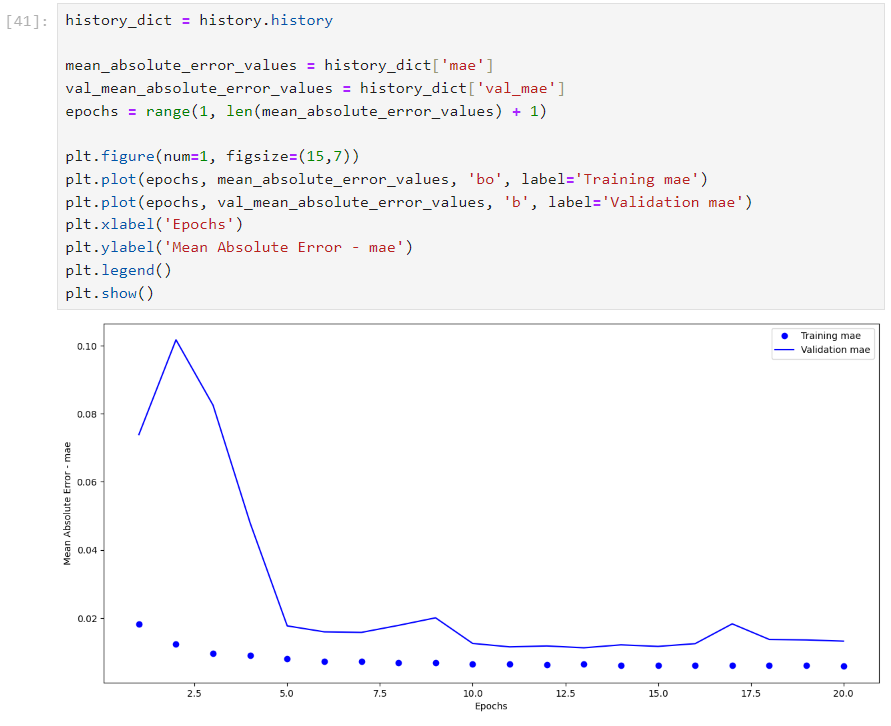 [41]: history_dict = history.history
mean_absolute_error_values = history_dict['mae']
val_mean_absolute_error_values = history_dict['val_mae']
epochs = range(1, len(mean_absolute_error_values) + 1)
plt.figure(num=1, figsize=(15,7))
plt.plot(epochs, mean_absolute_error_values, 'bo', label='Training mae')
plt.plot(epochs, val_mean_absolute_error_values, 'b', label='Validation mae')
plt.xlabel('Epochs')
plt.ylabel('Mean Absolute Error - mae')
plt.legend()
plt.show()
Training mae
Validation mae
0.10
0.08
0.06
0.04
0.02
Mean Absolute Error - mae
2.5 5.0 7.5 10.0 12.5 15.0 17.5 20.0
Epochs